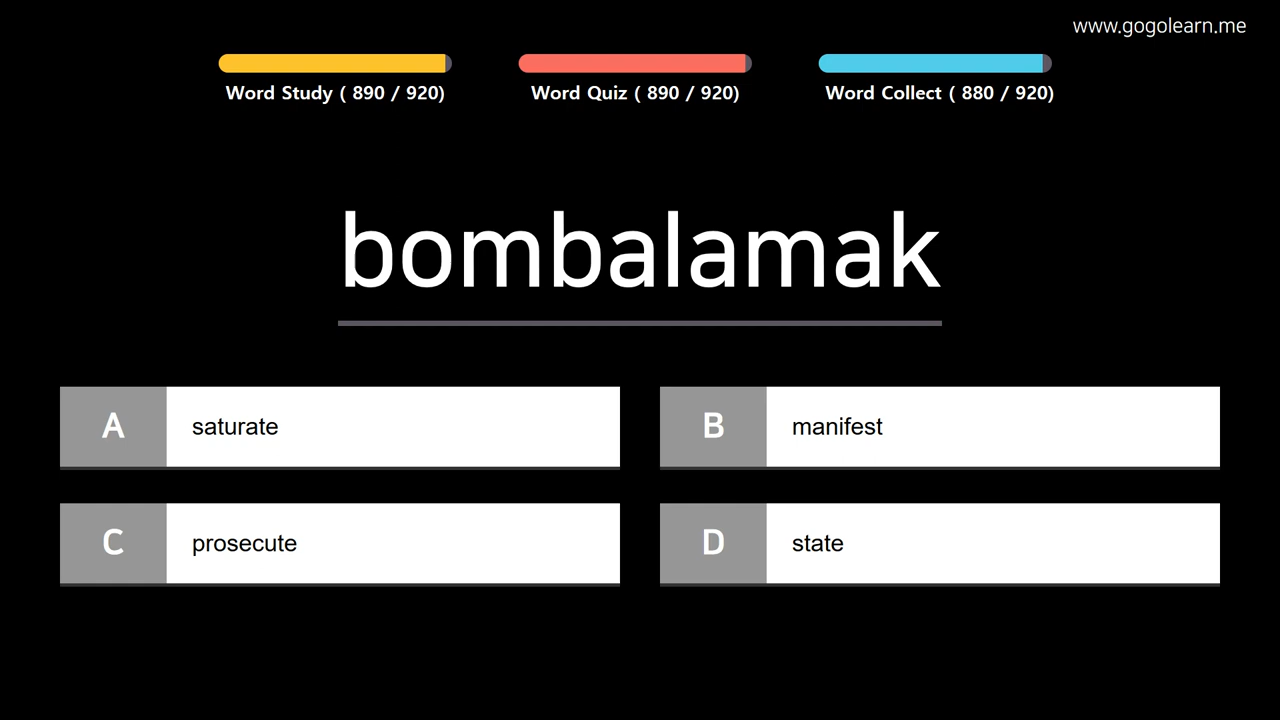 www.gogolearn.me
Word Study ( 890 / 920)
Word Quiz ( 890 / 920)
Word Collect ( 880 / 920)
bombalamak
A saturate
B manifest
C prosecute
D state